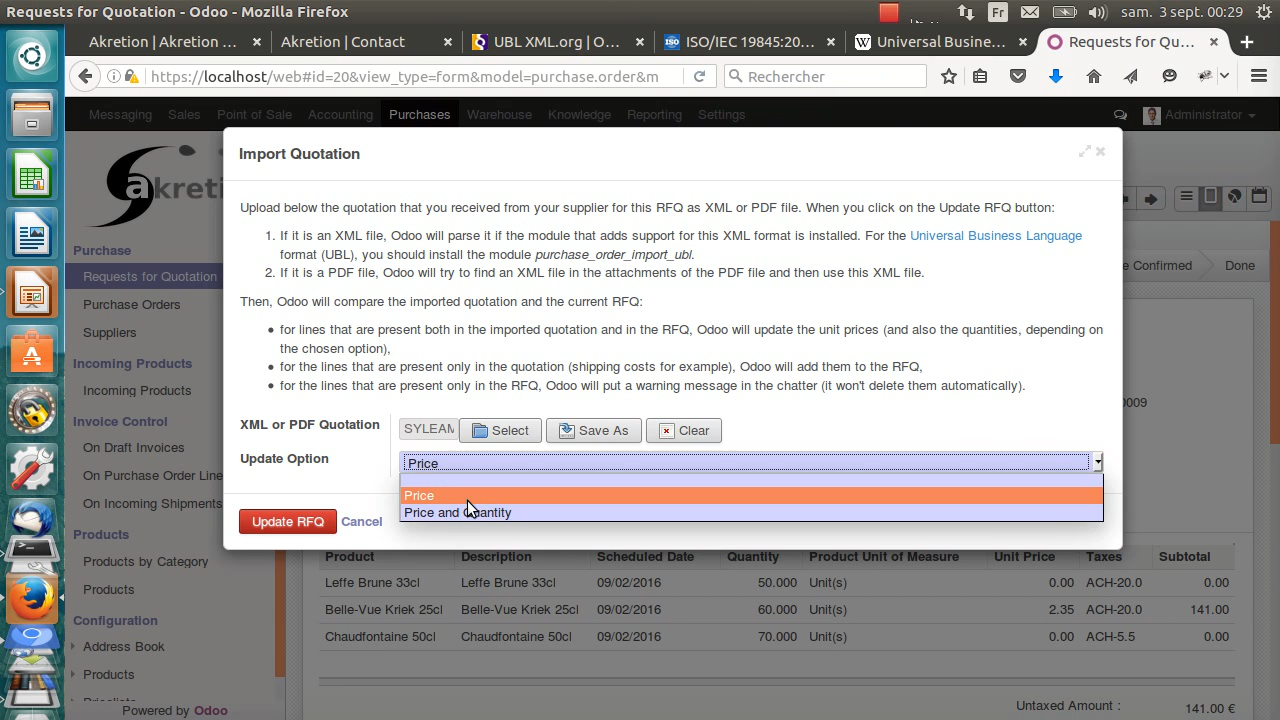 Requests for Quotation - Odoo - Mozilla Firefox
Fr
sam. 3 sept. 00:29
Akretion | Akretion ...
Akretion | Contact
UBL XML.org | O...
ISO/IEC 19845:20...
Universal Busine...
Requests for Qu...
https://localhost/web#id=20&view_type=form&model=purchase.order&m
Rechercher
Messaging Sales Point of Sale Accounting Purchases Warehouse Knowledge Reporting Settings
Administrator
akreti
Purchase
Requests for Quotation
Purchase Orders
Suppliers
Incoming Products
Incoming Products
Invoice Control
On Draft Invoices
On Purchase Order Line
On Incoming Shipments
Products
Products by Category
Products
Configuration
Address Book
Products
Powered by Odoo
Import Quotation
Upload below the quotation that you received from your supplier for this RFQ as XML or PDF file. When you click on the Update RFQ button:
1. If it is an XML file, Odoo will parse it if the module that adds support for this XML format is installed. For the Universal Business Language
format (UBL), you should install the module purchase_order_import_ubl.
2. If it is a PDF file, Odoo will try to find an XML file in the attachments of the PDF file and then use this XML file.
Then, Odoo will compare the imported quotation and the current RFQ:
• for lines that are present both in the imported quotation and in the RFQ, Odoo will update the unit prices (and also the quantities, depending on
the chosen option),
• for the lines that are present only in the quotation (shipping costs for example), Odoo will add them to the RFQ,
• for the lines that are present only in the RFQ, Odoo will put a warning message in the chatter (it won't delete them automatically).
XML or PDF Quotation
SYLEAM
Select
Save As
Clear
Update Option
Price
Price
Price and Quantity
Update RFQ
Cancel
e Confirmed
Done
0009
Product Description Scheduled Date Quantity Product Unit of Measure Unit Price Taxes Subtotal
Leffe Brune 33cl Leffe Brune 33cl 09/02/2016 50.000 Unit(s) 0.00 ACH-20.0 0.00
Belle-Vue Kriek 25cl Belle-Vue Kriek 25cl 09/02/2016 60.000 Unit(s) 2.35 ACH-20.0 141.00
Chaudfontaine 50cl Chaudfontaine 50cl 09/02/2016 70.000 Unit(s) 0.00 ACH-5.5 0.00
Untaxed Amount : 141.00 €